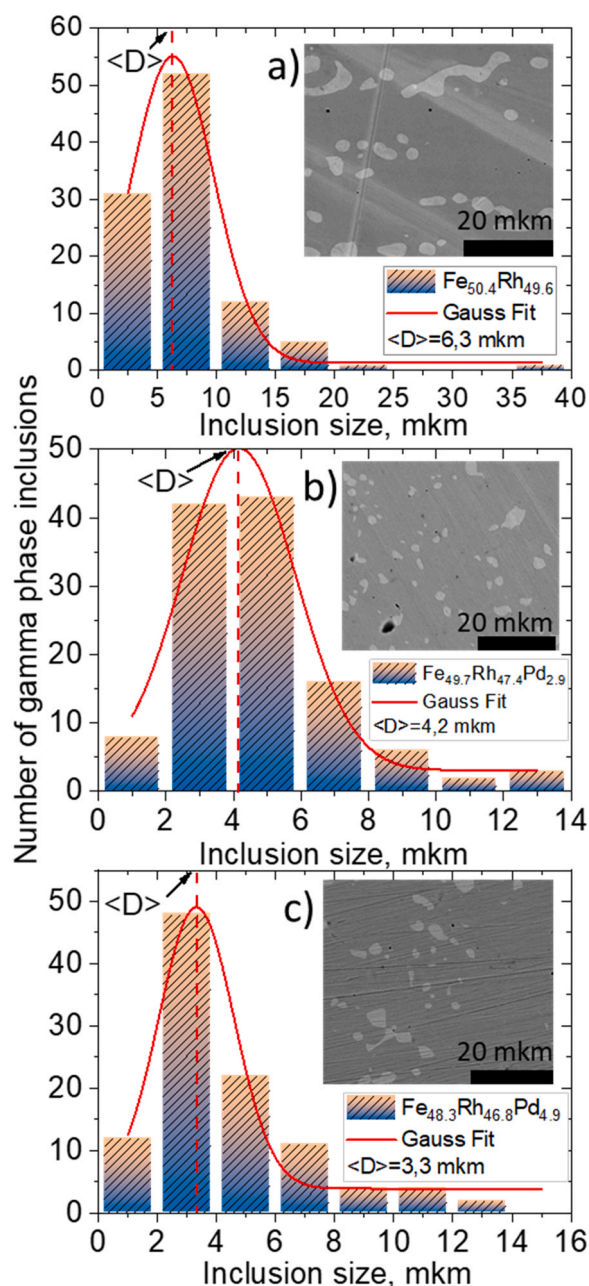 Number of gamma phase inclusions
60
50
40
30
20
10
0
<D>
a)
20 mkm
Fe50.4Rh49.6
Gauss Fit
<D>=6,3 mkm
0 5 10 15 20 25 30 35 40
Inclusion size, mkm
50
40
30
20
10
0
<D>
b)
20 mkm
Fe49.7Rh47.4Pd2.9
Gauss Fit
<D>=4,2 mkm
0 2 4 6 8 10 12 14
Inclusion size, mkm
50
40
30
20
10
0
<D>
c)
20 mkm
Fe48.3Rh46.8Pd4.9
Gauss Fit
<D>=3,3 mkm
0 2 4 6 8 10 12 14 16
Inclusion size, mkm